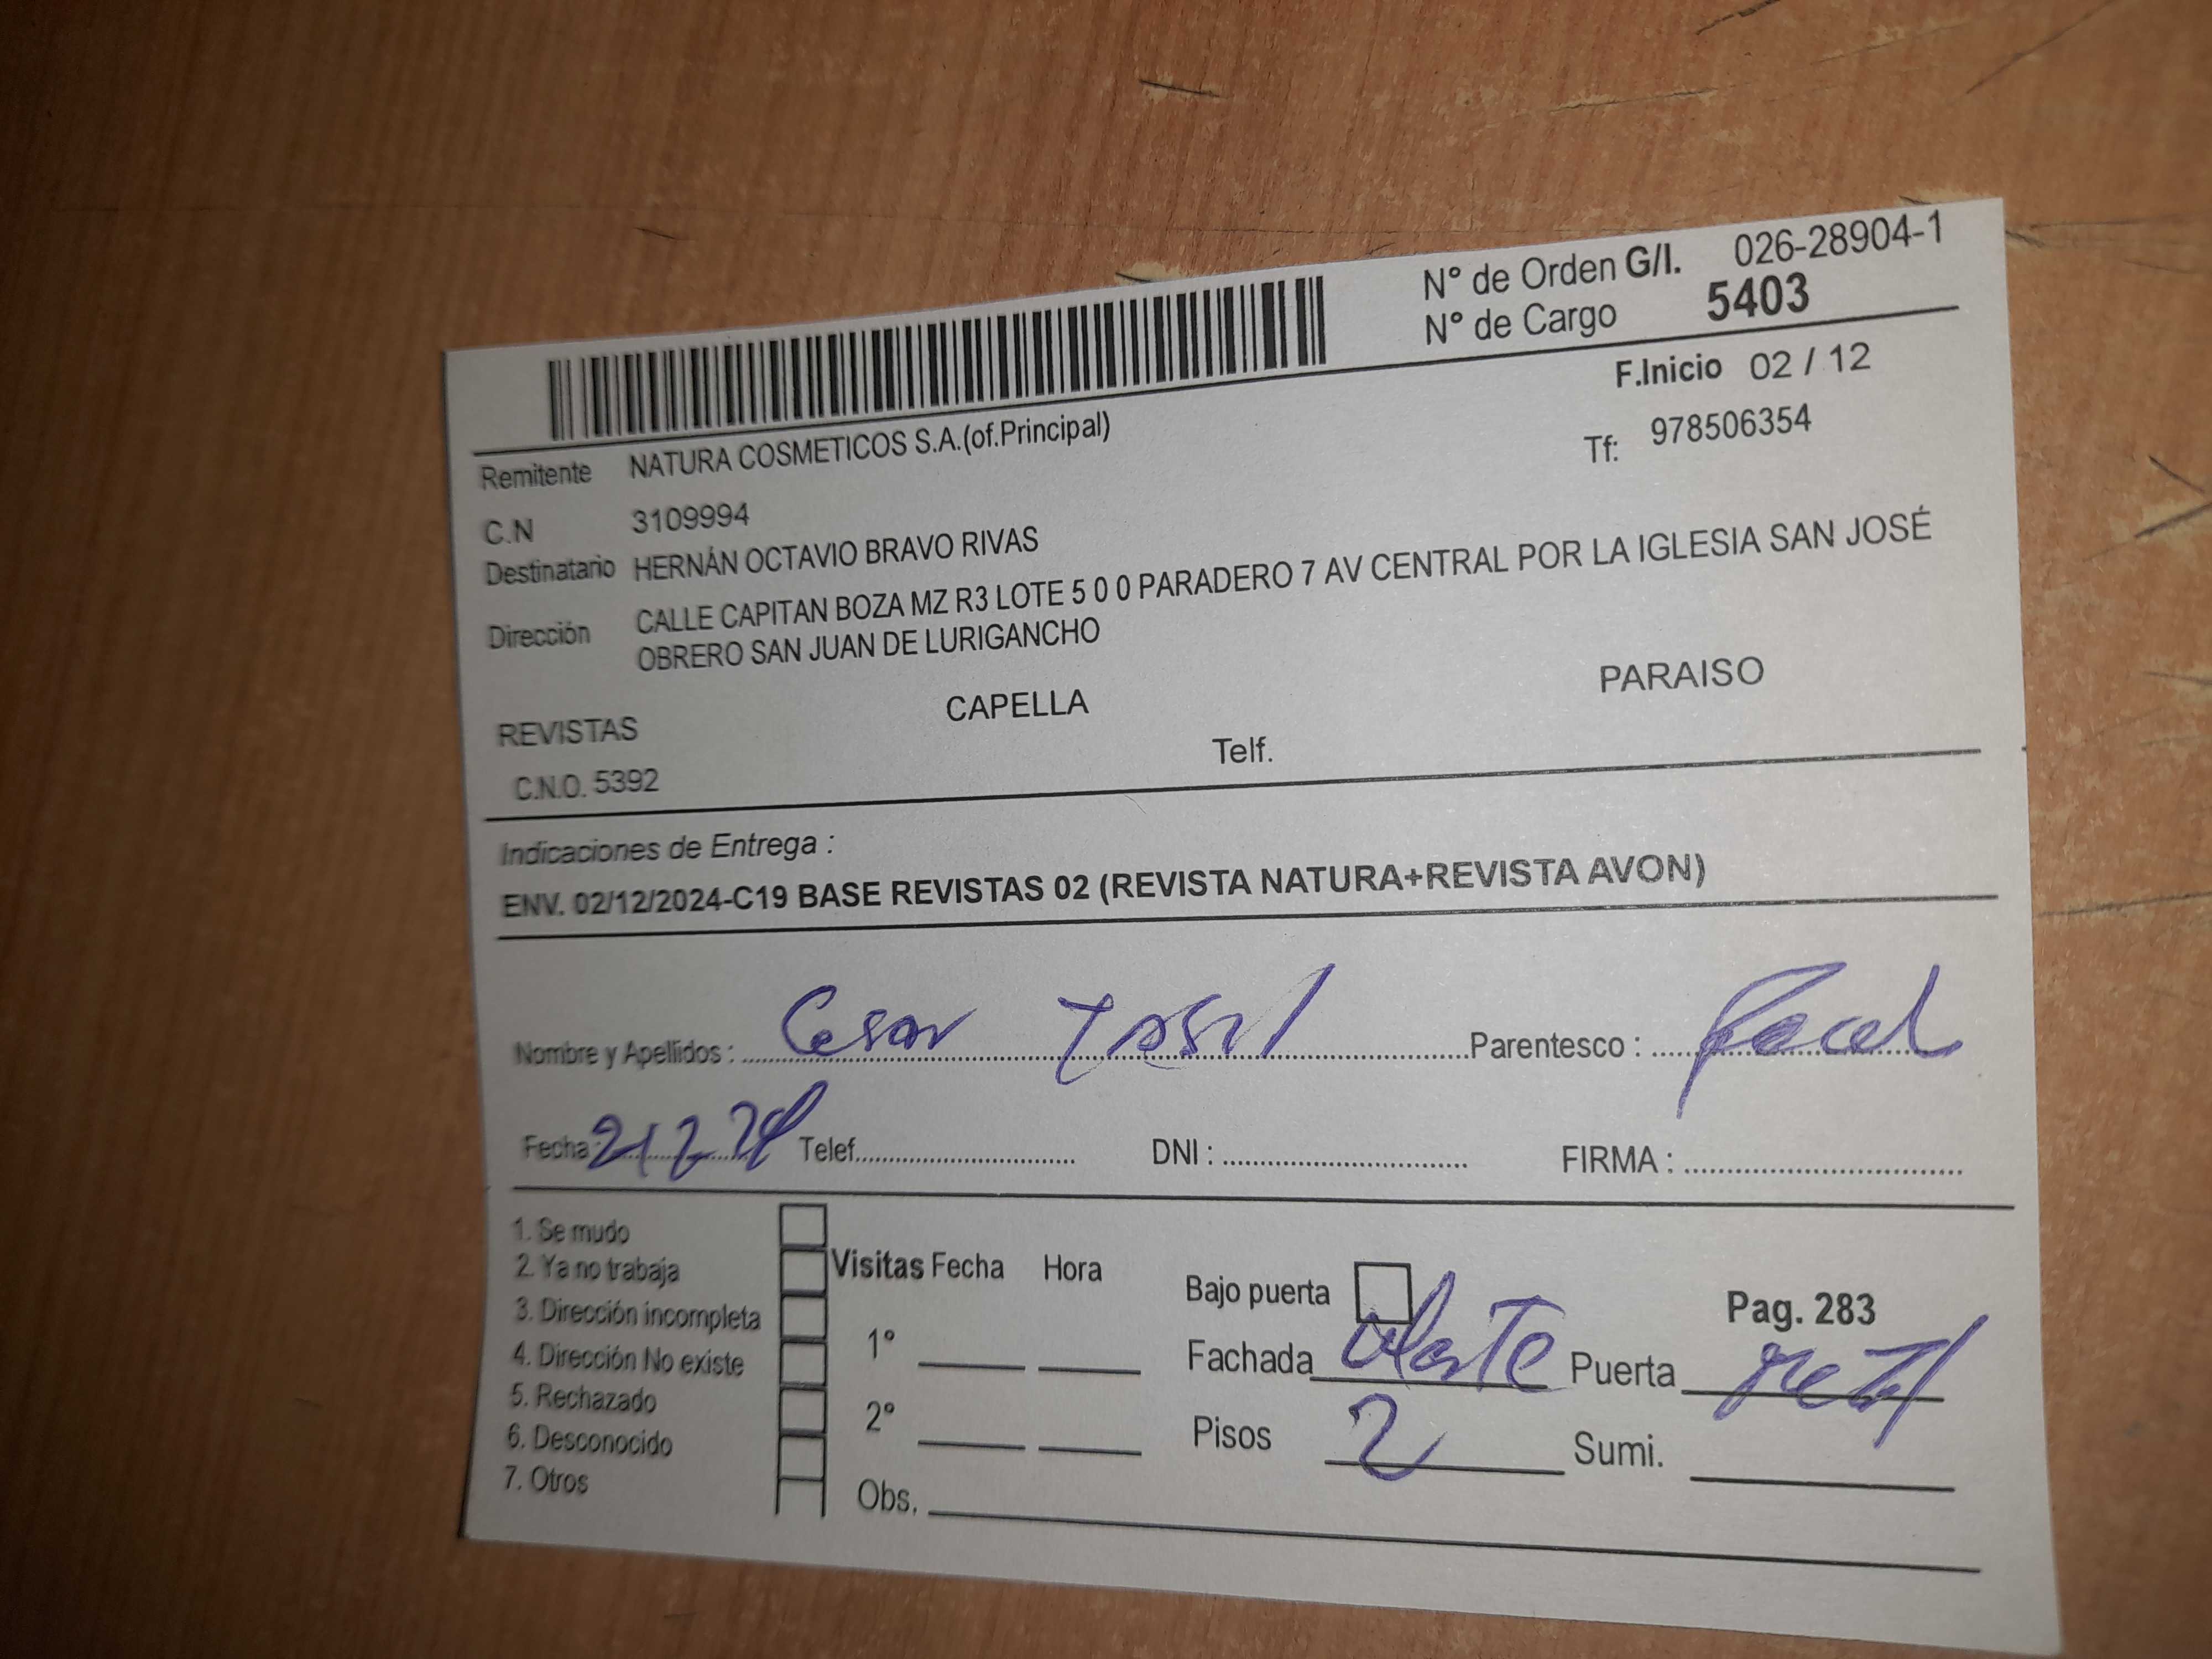 N° de Orden G/I. 026-28904-1
N° de Cargo 5403
F.Inicio 02 / 12
Remitente NATURA COSMETICOS S.A.(of.Principal)
Tf: 978506354
C.N 3109994
Destinatario HERNÁN OCTAVIO BRAVO RIVAS
Dirección CALLE CAPITAN BOZA MZ R3 LOTE 5 0 0 PARADERO 7 AV CENTRAL POR LA IGLESIA SAN JOSÉ
OBRERO SAN JUAN DE LURIGANCHO
REVISTAS CAPELLA PARAISO
C.N.O. 5392 Telf.
Indicaciones de Entrega :
ENV. 02/12/2024-C19 BASE REVISTAS 02 (REVISTA NATURA+REVISTA AVON)
Nombre y Apellidos : Cesar Parentesco :
Fecha: Telef. DNI : FIRMA :
1. Se mudo
2. Ya no trabaja
3. Dirección incompleta
4. Dirección No existe
5. Rechazado
6. Desconocido
7. Otros
Visitas Fecha Hora
1°
2°
Obs.
Bajo puerta Pag. 283
Fachada Puerta
Pisos 2 Sumi.